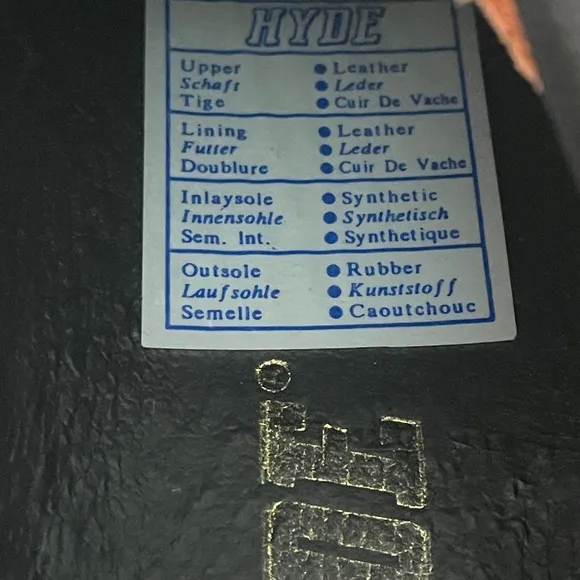 HYDE
Upper ● Leather
Schaft ● Leder
Tige ● Cuir De Vache
Lining ● Leather
Futter ● Leder
Doublure ● Cuir De Vache
Inlaysole ● Synthetic
Innensohle ● Synthetisch
Sem. Int. ● Synthetique
Outsole ● Rubber
Laufsohle ● Kunststoff
Semelle ● Caoutchouc